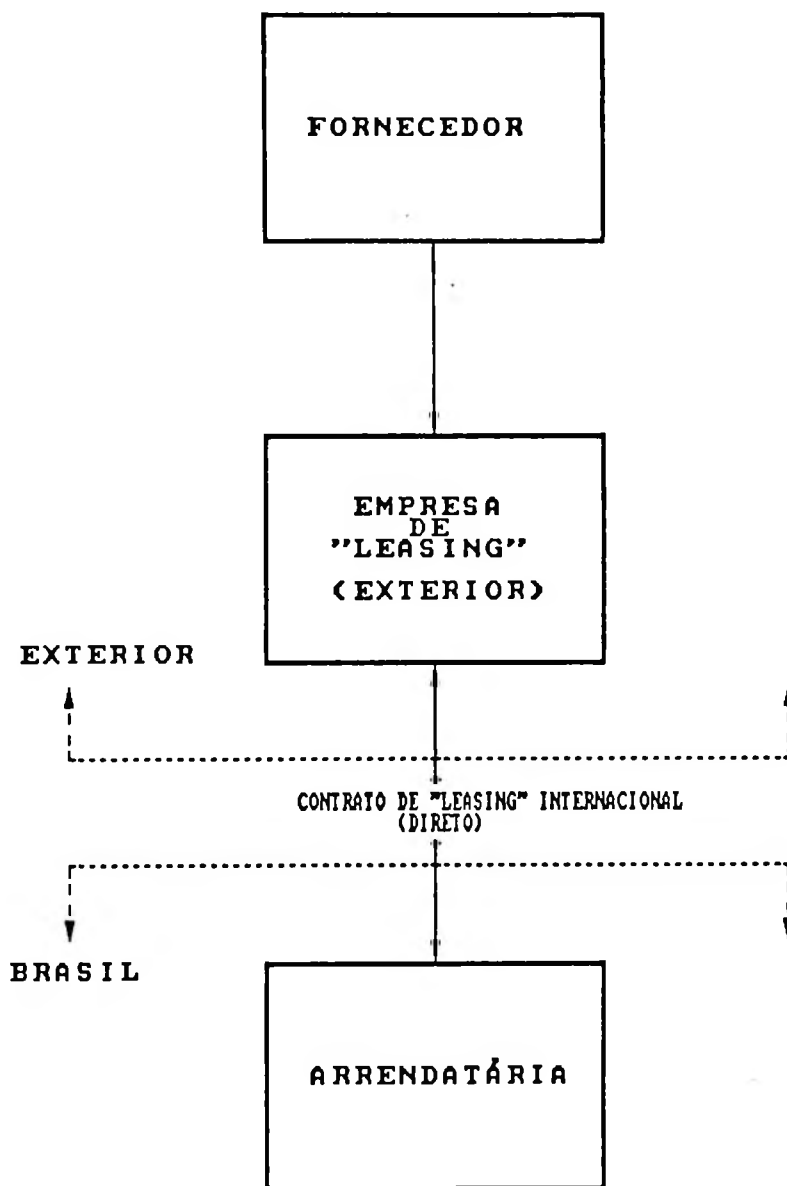 FORNECEDOR
EMPRESA
DE
"LEASING"
(EXTERIOR)
EXTERIOR
CONTRATO DE "LEASING" INTERNACIONAL
(DIRETO)
BRASIL
ARRENDATÁRIA